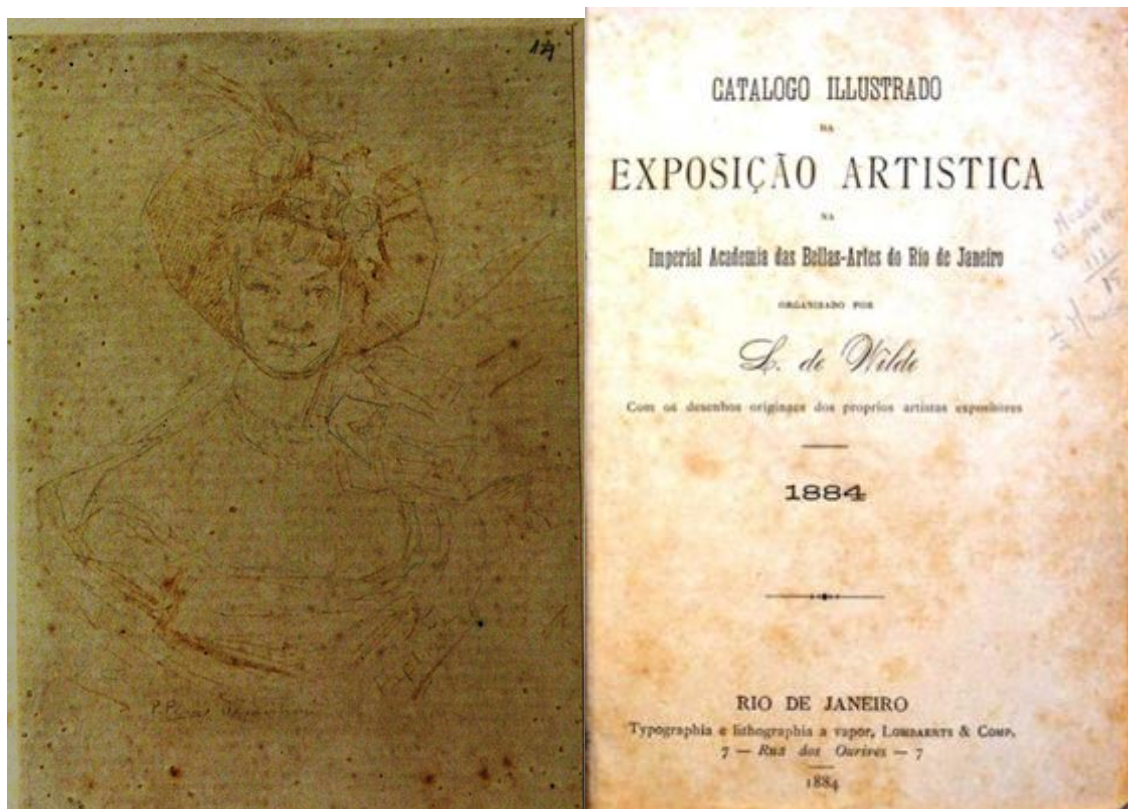 CATALOGO ILLUSTRADO
DA
EXPOSIÇÃO ARTISTICA
NA
Imperial Academia das Bellas-Artes do Rio de Janeiro
ORGANISADO POR
L. de Wilde
Com os desenhos originaes dos proprios artistas expositores
1884
RIO DE JANEIRO
Typographia e lithographia a vapor, LOMBAERTS & COMP.
7 — Rua dos Ourives — 7
1884